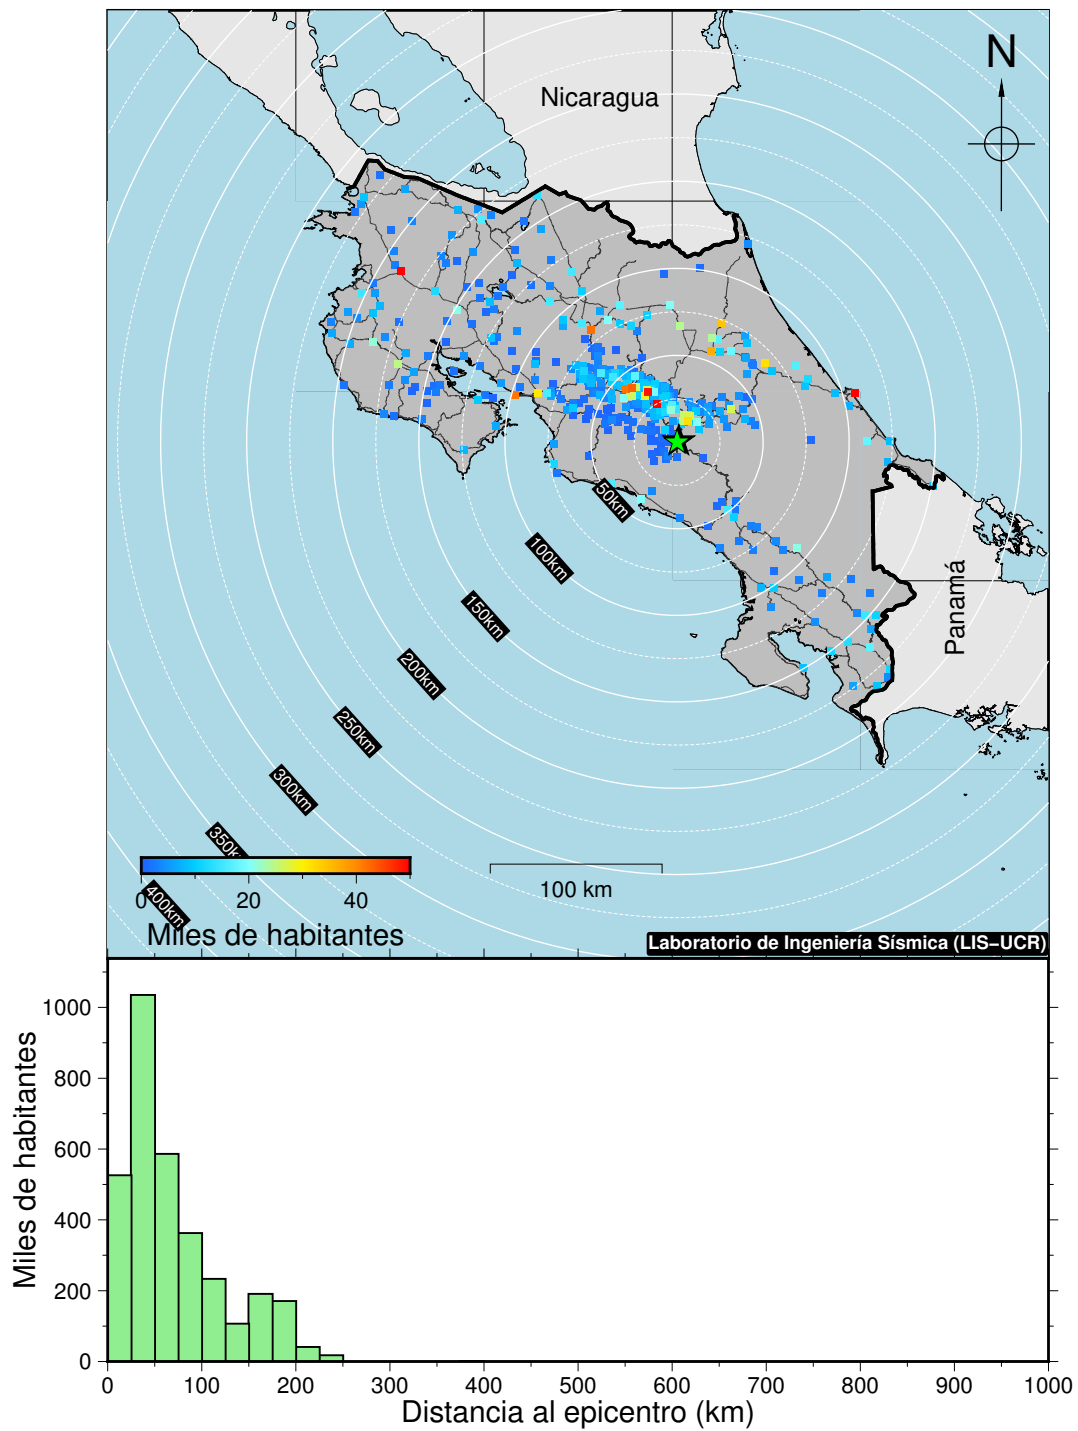 N
Nicaragua
Panamá
50km
100km
150km
200km
250km
300km
350km
400km
0 20 40
Miles de habitantes
100 km
Laboratorio de Ingeniería Sísmica (LIS−UCR)
Miles de habitantes
1000
800
600
400
200
0
0 100 200 300 400 500 600 700 800 900 1000
Distancia al epicentro (km)